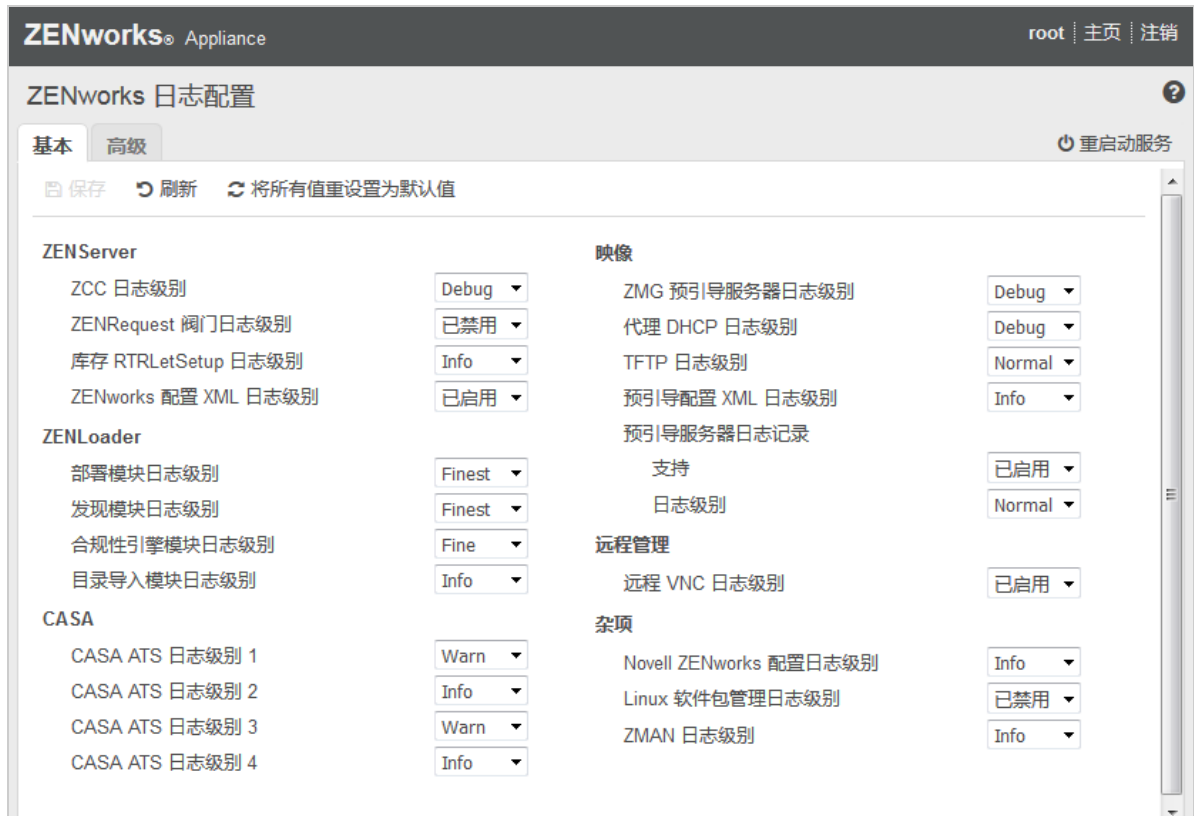 ZENworks® Appliance
root 主页 注销
ZENworks 日志配置
基本 高级
重启动服务
保存 刷新 将所有值重设置为默认值
ZENServer
ZCC 日志级别 Debug
ZENRequest 阀门日志级别 已禁用
库存 RTRLetSetup 日志级别 Info
ZENworks 配置 XML 日志级别 已启用
ZENLoader
部署模块日志级别 Finest
发现模块日志级别 Finest
合规性引擎模块日志级别 Fine
目录导入模块日志级别 Info
CASA
CASA ATS 日志级别 1 Warn
CASA ATS 日志级别 2 Info
CASA ATS 日志级别 3 Warn
CASA ATS 日志级别 4 Info
映像
ZMG 预引导服务器日志级别 Debug
代理 DHCP 日志级别 Debug
TFTP 日志级别 Normal
预引导配置 XML 日志级别 Info
预引导服务器日志记录
支持 已启用
日志级别 Normal
远程管理
远程 VNC 日志级别 已启用
杂项
Novell ZENworks 配置日志级别 Info
Linux 软件包管理日志级别 已禁用
ZMAN 日志级别 Info